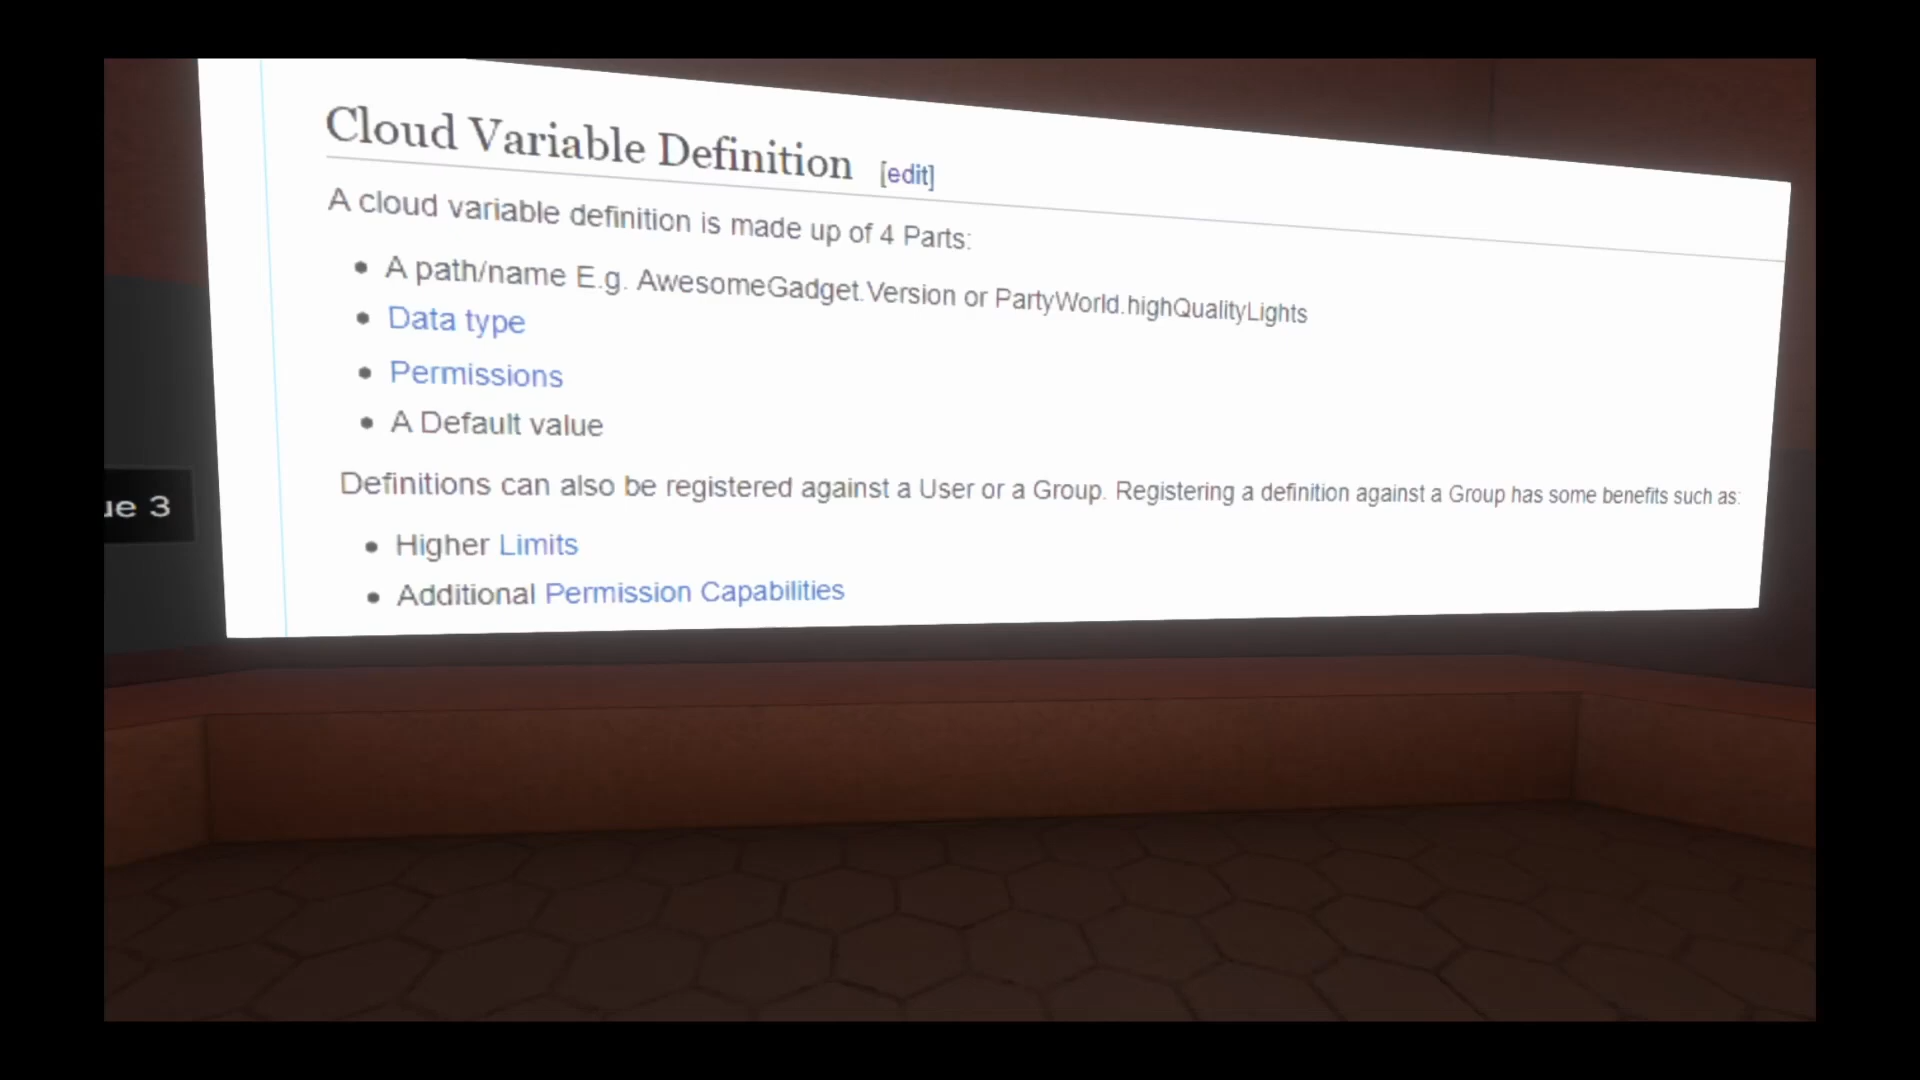 Cloud Variable Definition [edit]
A cloud variable definition is made up of 4 Parts:
• A path/name E.g. AwesomeGadget.Version or PartyWorld.highQualityLights
• Data type
• Permissions
• A Default value
Definitions can also be registered against a User or a Group. Registering a definition against a Group has some benefits such as:
ue 3
• Higher Limits
• Additional Permission Capabilities